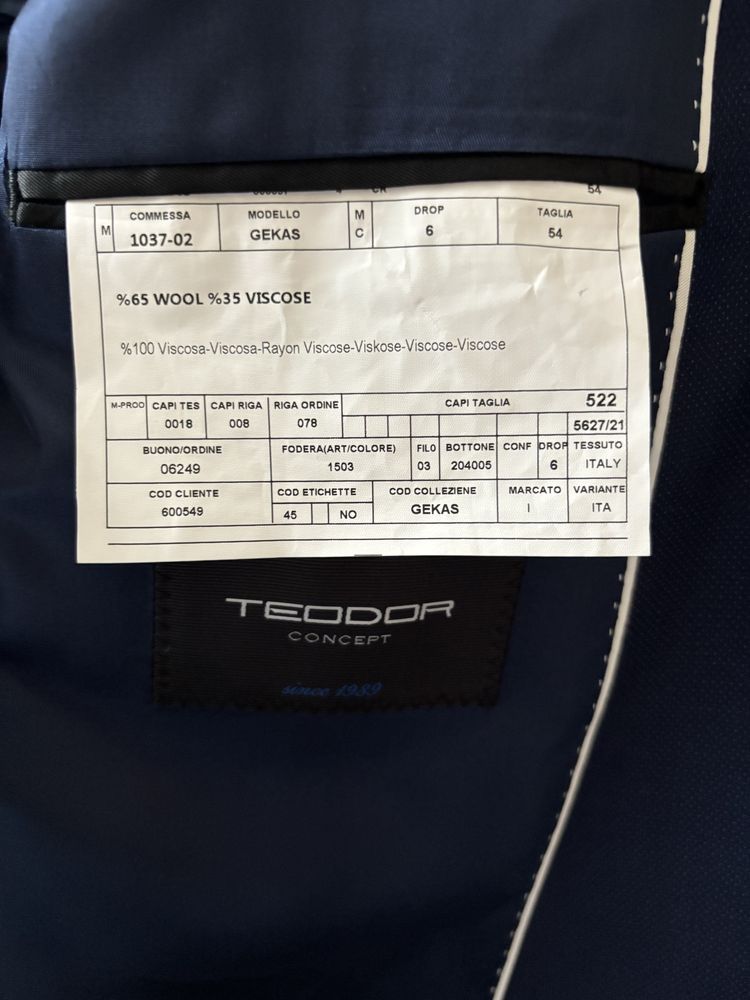 CR 54
M COMMESSA MODELLO M DROP TAGLIA
1037-02 GEKAS C 6 54
%65 WOOL %35 VISCOSE
%100 Viscosa-Viscosa-Rayon Viscose-Viskose-Viscose-Viscose
M-PROD CAPI TES CAPI RIGA RIGA ORDINE CAPI TAGLIA 522
0018 008 078 5627/21
BUONO/ORDINE FODERA(ART/COLORE) FILO BOTTONE CONF DROP TESSUTO
06249 1503 03 204005 6 ITALY
COD CLIENTE COD ETICHETTE COD COLLEZIENE MARCATO VARIANTE
600549 45 NO GEKAS I ITA
TEODOR
CONCEPT
since 1989